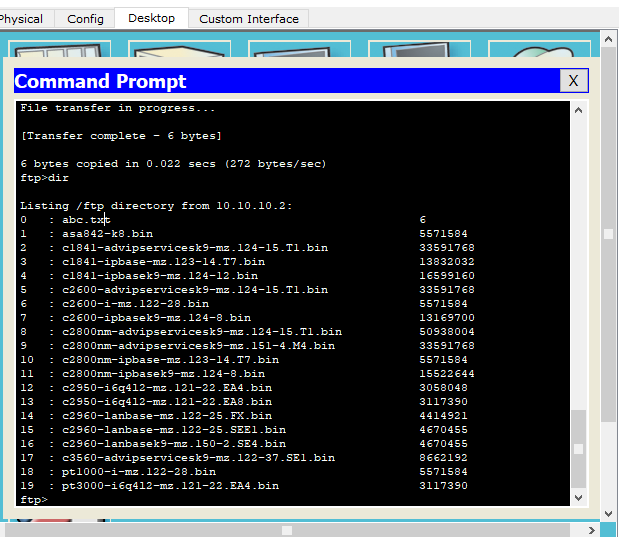 Physical Config Desktop Custom Interface
Command Prompt X
File transfer in progress...
[Transfer complete - 6 bytes]
6 bytes copied in 0.022 secs (272 bytes/sec)
ftp>dir
Listing /ftp directory from 10.10.10.2:
0 : abc.txt 6
1 : asa842-k8.bin 5571584
2 : c1841-advipservicesk9-mz.124-15.T1.bin 33591768
3 : c1841-ipbase-mz.123-14.T7.bin 13832032
4 : c1841-ipbasek9-mz.124-12.bin 16599160
5 : c2600-advipservicesk9-mz.124-15.T1.bin 33591768
6 : c2600-i-mz.122-28.bin 5571584
7 : c2600-ipbasek9-mz.124-8.bin 13169700
8 : c2800nm-advipservicesk9-mz.124-15.T1.bin 50938004
9 : c2800nm-advipservicesk9-mz.151-4.M4.bin 33591768
10 : c2800nm-ipbase-mz.123-14.T7.bin 5571584
11 : c2800nm-ipbasek9-mz.124-8.bin 15522644
12 : c2950-i6q4l2-mz.121-22.EA4.bin 3058048
13 : c2950-i6q4l2-mz.121-22.EA8.bin 3117390
14 : c2960-lanbase-mz.122-25.FX.bin 4414921
15 : c2960-lanbase-mz.122-25.SEE1.bin 4670455
16 : c2960-lanbasek9-mz.150-2.SE4.bin 4670455
17 : c3560-advipservicesk9-mz.122-37.SE1.bin 8662192
18 : pt1000-i-mz.122-28.bin 5571584
19 : pt3000-i6q4l2-mz.121-22.EA4.bin 3117390
ftp>